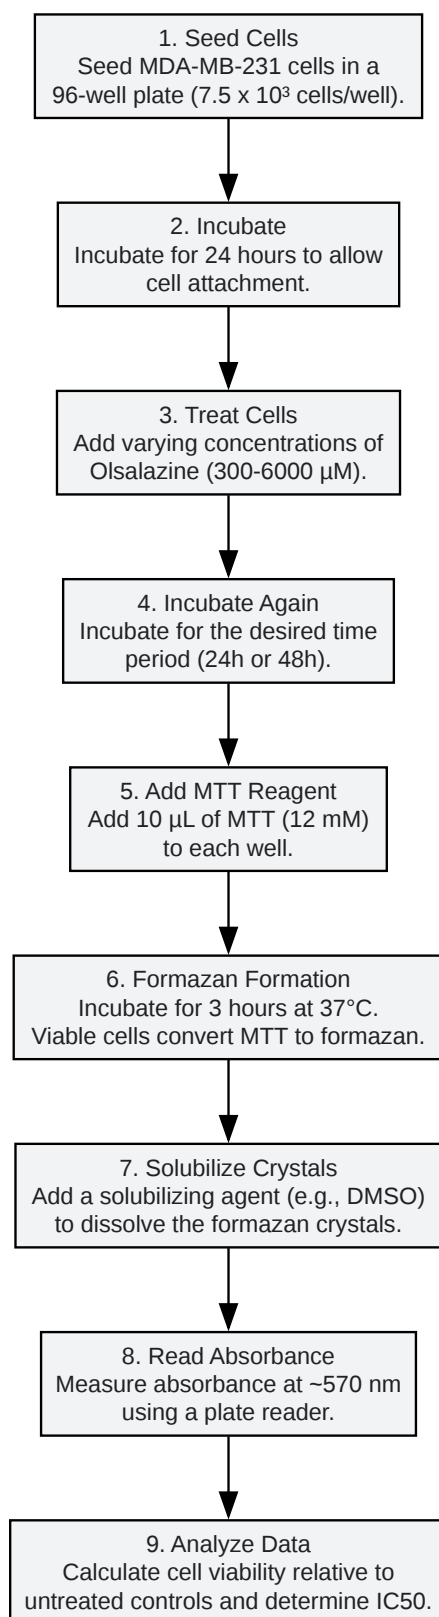 1. Seed Cells
Seed MDA-MB-231 cells in a
96-well plate (7.5 x 10³ cells/well).
2. Incubate
Incubate for 24 hours to allow
cell attachment.
3. Treat Cells
Add varying concentrations of
Olsalazine (300-6000 µM).
4. Incubate Again
Incubate for the desired time
period (24h or 48h).
5. Add MTT Reagent
Add 10 µL of MTT (12 mM)
to each well.
6. Formazan Formation
Incubate for 3 hours at 37°C.
Viable cells convert MTT to formazan.
7. Solubilize Crystals
Add a solubilizing agent (e.g., DMSO)
to dissolve the formazan crystals.
8. Read Absorbance
Measure absorbance at ~570 nm
using a plate reader.
9. Analyze Data
Calculate cell viability relative to
untreated controls and determine IC50.